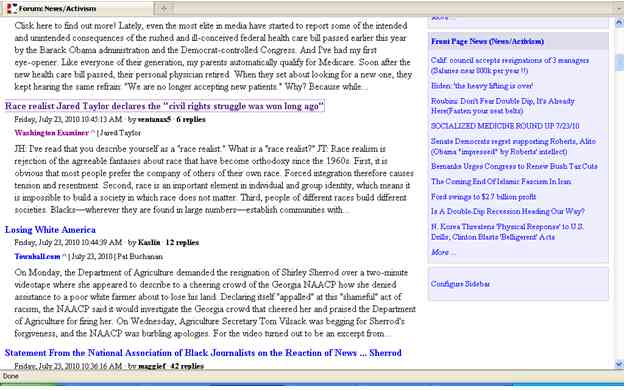 Forum: News/Activism
Click here to find out more! Lately, even the most elite in media have started to report some of the intended
and unintended consequences of the rushed and ill-conceived federal health care bill passed earlier this year
by the Barack Obama administration and the Democrat-controlled Congress. And I've had my first
eye-opener. Like everyone of their generation, my parents automatically qualify for Medicare. Soon after the
new health care bill passed, their personal physician retired. When they set about looking for a new one, they
kept hearing the same refrain: "We are no longer accepting new patients." Why? Because while...
Race realist Jared Taylor declares the "civil rights struggle was won long ago"
Friday, July 23, 2010 10:45:13 AM · by ventanax5 · 6 replies
Washington Examiner ^ | Jared Taylor
JH: I've read that you describe yourself as a "race realist." What is a "race realist?" JT: Race realism is
rejection of the agreeable fantasies about race that have become orthodoxy since the 1960s. First, it is
obvious that most people prefer the company of others of their own race. Forced integration therefore causes
tension and resentment. Second, race is an important element in individual and group identity, which means it
is impossible to build a society in which race does not matter. Third, people of different races build different
societies. Blacks—wherever they are found in large numbers—establish communities with...
Losing White America
Friday, July 23, 2010 10:44:39 AM · by Kaslin · 12 replies
Townhall.com ^ | July 23, 2010 | Pat Buchanan
On Monday, the Department of Agriculture demanded the resignation of Shirley Sherrod over a two-minute
videotape where she appeared to describe to a cheering crowd of the Georgia NAACP how she denied
assistance to a poor white farmer about to lose his land. Declaring itself "appalled" at this "shameful" act of
racism, the NAACP said it would investigate the Georgia crowd that cheered her and praised the Department
of Agriculture for firing her. On Wednesday, Agriculture Secretary Tom Vilsack was begging for Sherrod's
forgiveness, and the NAACP was burbling apologies. For the video turned out to be an excerpt from...
Statement From the National Association of Black Journalists on the Reaction of News ... Sherrod
Friday, July 23, 2010 10:36:16 AM · by maggief · 42 replies
More ...
Front Page News (News/Activism)
Calif. council accepts resignations of 3 managers
(Salaries near 800k per year !!)
Biden: 'the heavy lifting is over!'
Roubini: Don't Fear Double Dip, It's Already
Here(Fasten your seat belts)
SOCIALIZED MEDICINE ROUND UP 7/23/10
Senate Democrats regret supporting Roberts, Alito
(Obama "impressed" by Roberts' intellect)
Bernanke Urges Congress to Renew Bush Tax Cuts
The Coming End Of Islamic Fascism In Iran
Ford swings to $2.7 billion profit
Is A Double-Dip Recession Heading Our Way?
N. Korea Threatens 'Physical Response' to U.S.
Drills, Clinton Blasts 'Belligerent' Acts
More ...
Configure Sidebar
Done